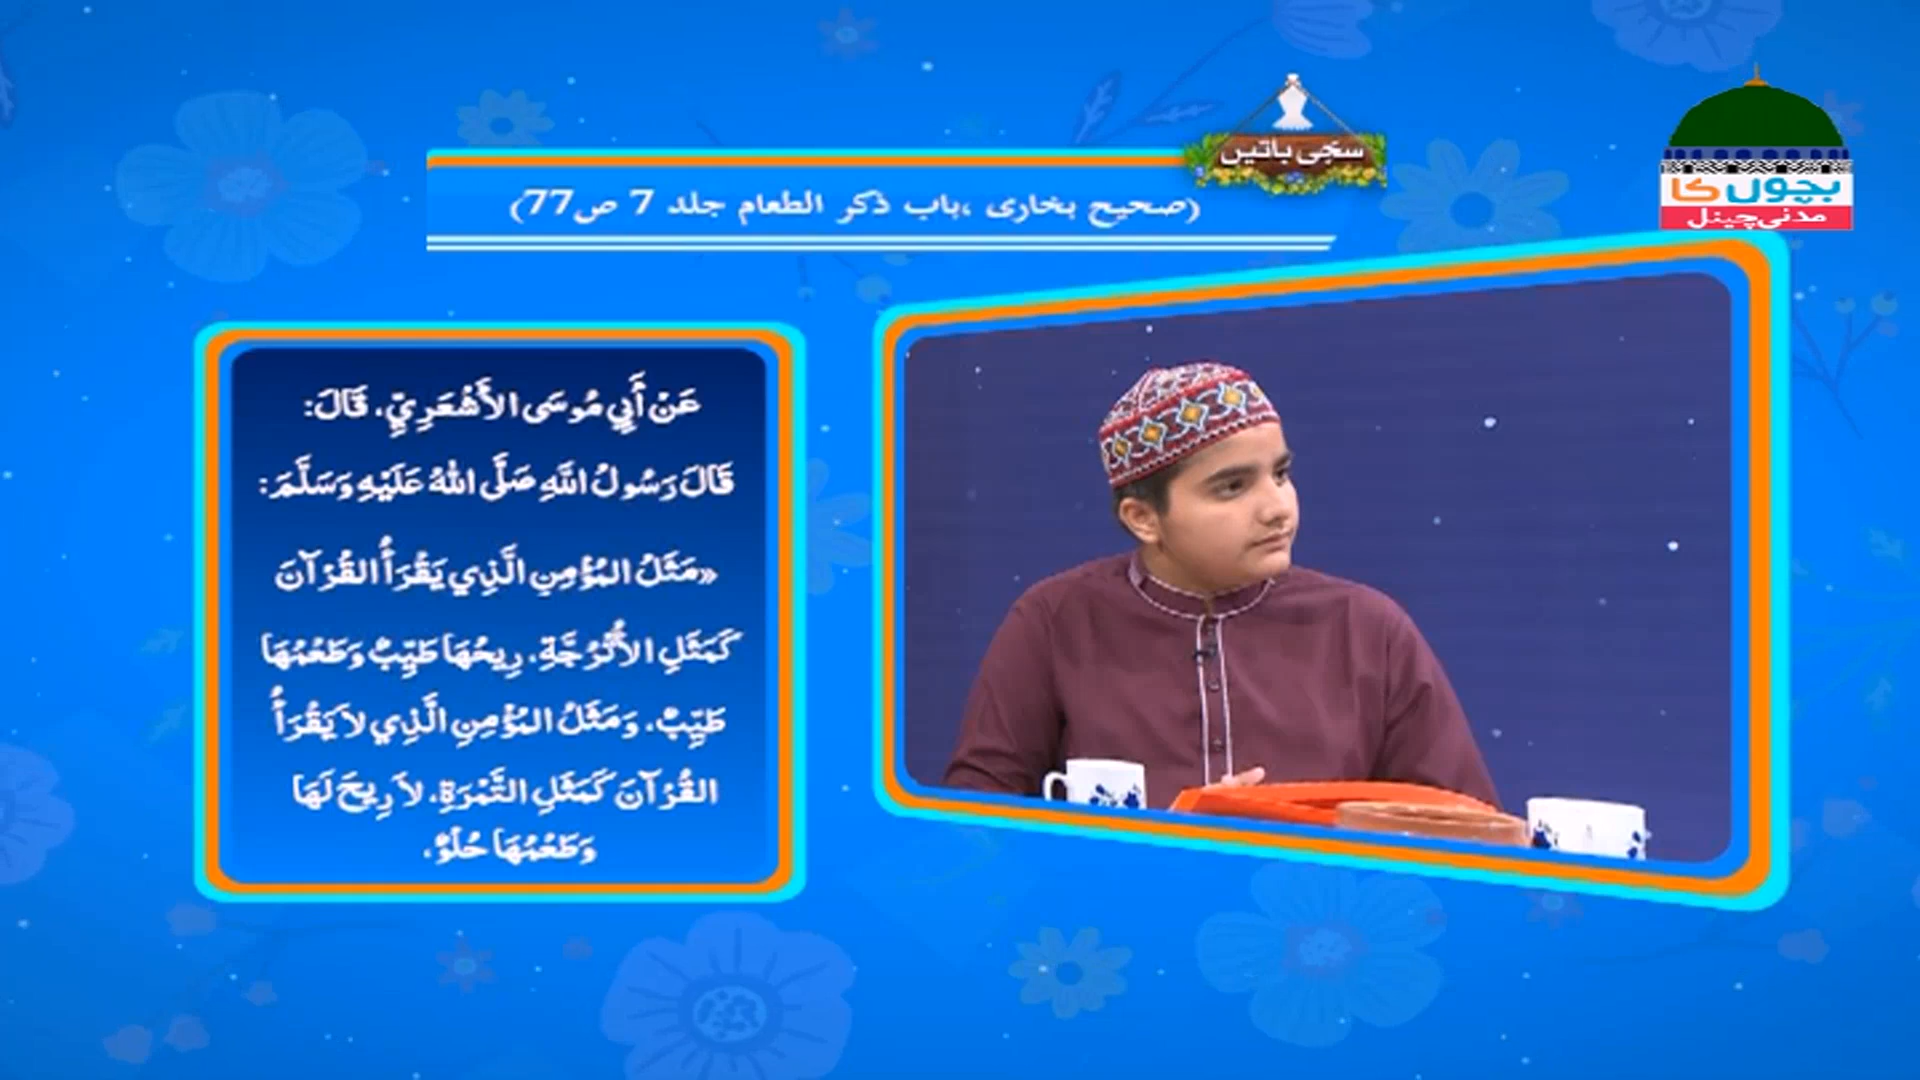 سچی باتیں
(صحیح بخاری ،باب ذکر الطعام جلد 7 ص77)
بچوں کا
مدنی چینل
عَنْ أَبِي مُوسَى الأَشْعَرِيِّ، قَالَ:
قَالَ رَسُولُ اللَّهِ صَلَّى اللهُ عَلَيْهِ وَسَلَّمَ:
«مَثَلُ المُؤْمِنِ الَّذِي يَقْرَأُ القُرْآنَ
كَمَثَلِ الأُتْرُجَّةِ، رِيحُهَا طَيِّبٌ وَطَعْمُهَا
طَيِّبٌ، وَمَثَلُ المُؤْمِنِ الَّذِي لاَ يَقْرَأُ
القُرْآنَ كَمَثَلِ التَّمْرَةِ، لاَ رِيحَ لَهَا
وَطَعْمُهَا حُلْوٌ،